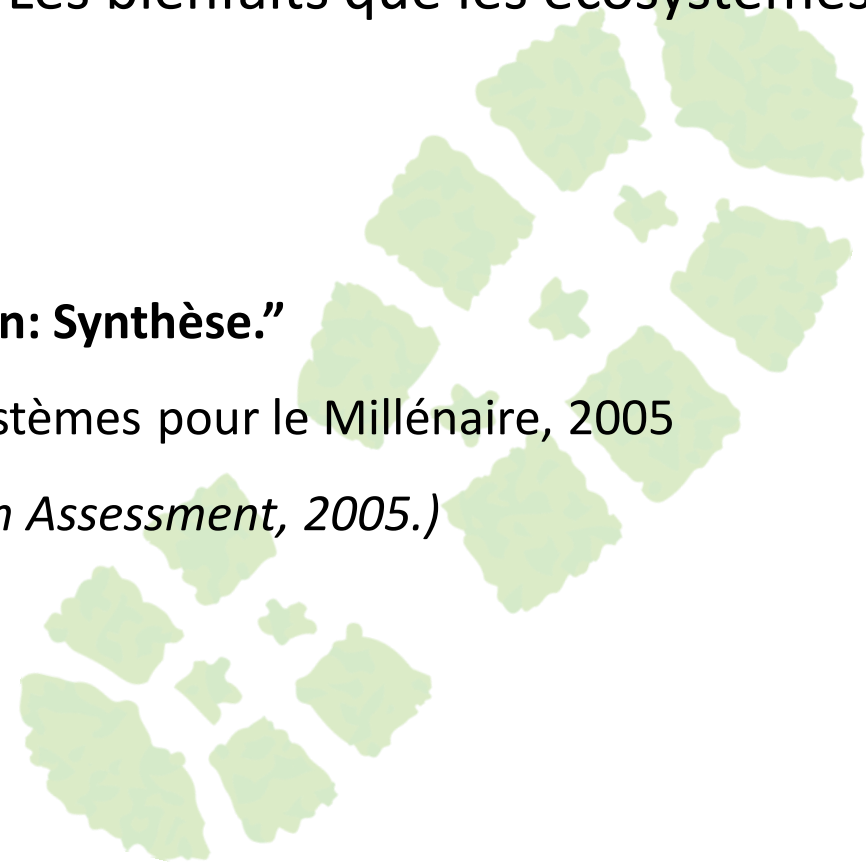 Les bienfaits que les écosystèmes
n: Synthèse.”
stèmes pour le Millénaire, 2005
n Assessment, 2005.)